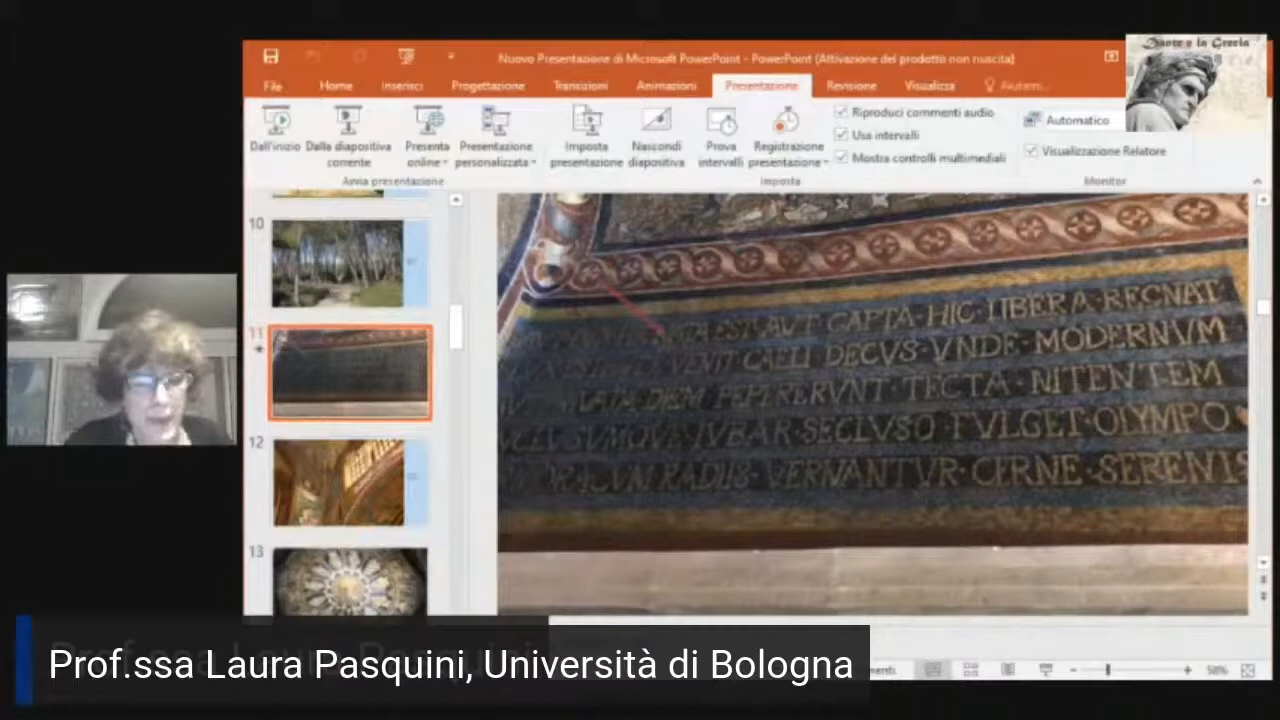 Dante e la Grecia
Nuovo Presentazione di Microsoft PowerPoint - PowerPoint (Attivazione del prodotto non riuscita)
File Home Inserisci Progettazione Transizioni Animazioni Presentazione Revisione Visualizza
Dall'inizio
Dalla diapositiva corrente
Presenta online
Presentazione personalizzata
Imposta presentazione
Nascondi diapositiva
Prova intervalli
Registrazione presentazione
Riproduci commenti audio
Usa intervalli
Mostra controlli multimediali
Automatico
Visualizzazione Relatore
Avvia presentazione
Imposta
Monitor
10
11
12
13
AVT CAPTA·HIC LIBERA·REGNAT
CAELI DECVS·VNDE·MODERNVM
DIEM PEPERERVNT TECTA·NITENTEM
IVBAR·SECLVSO FVLGET·OLYMPO
RADIIS·VERNANTVR·CERNE·SERENIS
Prof.ssa Laura Pasquini, Università di Bologna
58%